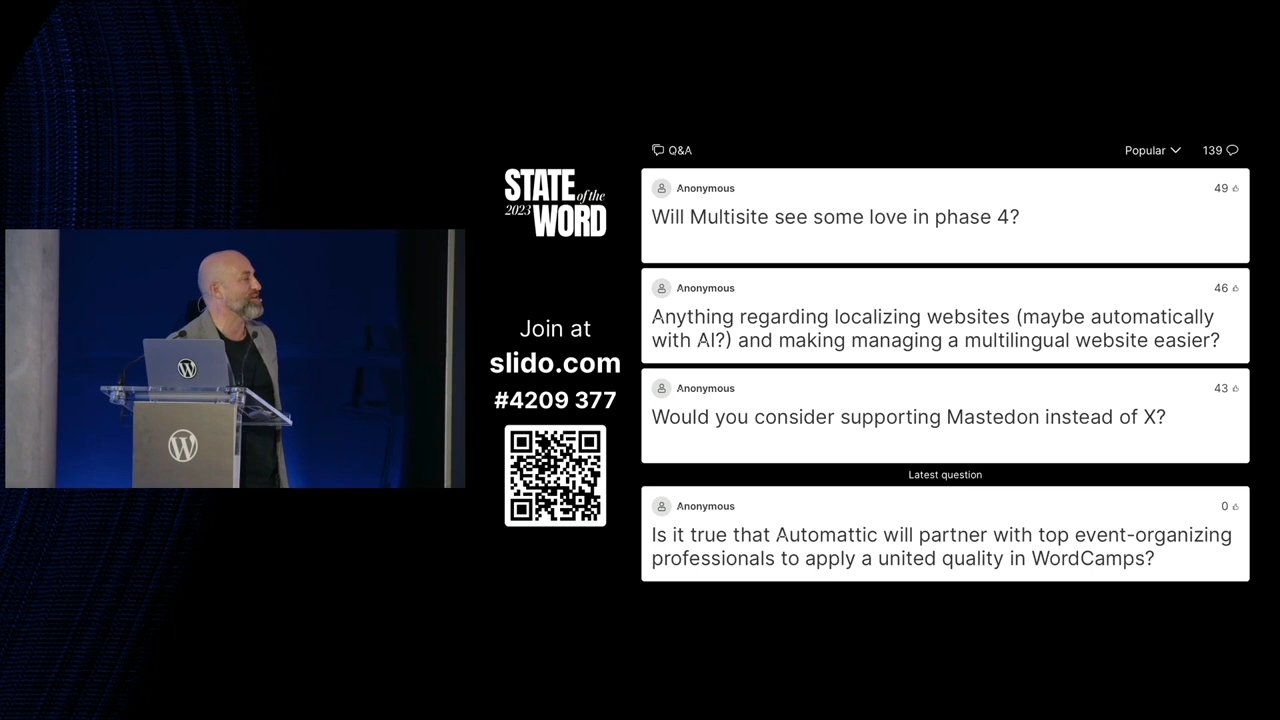 STATE of the
2023 WORD
Join at
slido.com
#4209 377
Q&A
Popular
139
Anonymous
49
Will Multisite see some love in phase 4?
Anonymous
46
Anything regarding localizing websites (maybe automatically
with AI?) and making managing a multilingual website easier?
Anonymous
43
Would you consider supporting Mastedon instead of X?
Latest question
Anonymous
0
Is it true that Automattic will partner with top event-organizing
professionals to apply a united quality in WordCamps?